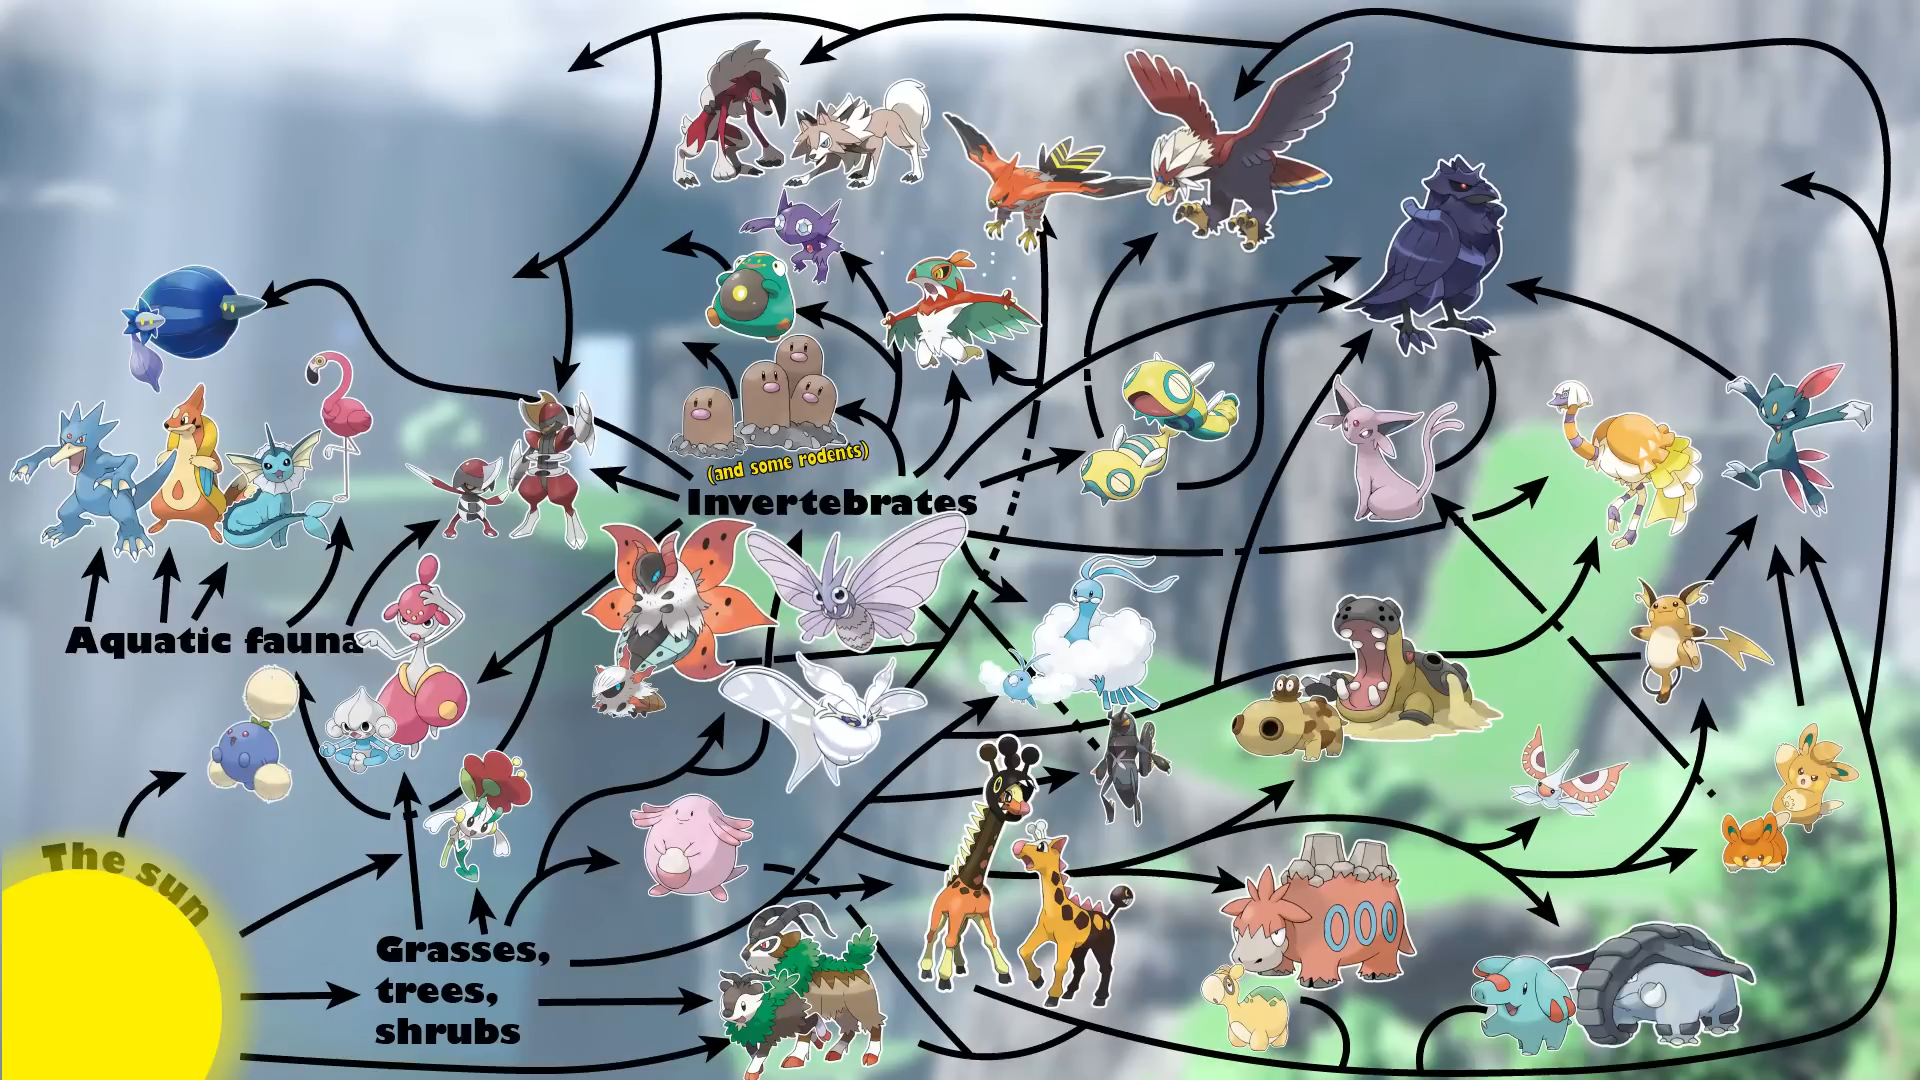 (and some rodents)
Invertebrates
Aquatic fauna
The sun
Grasses,
trees,
shrubs